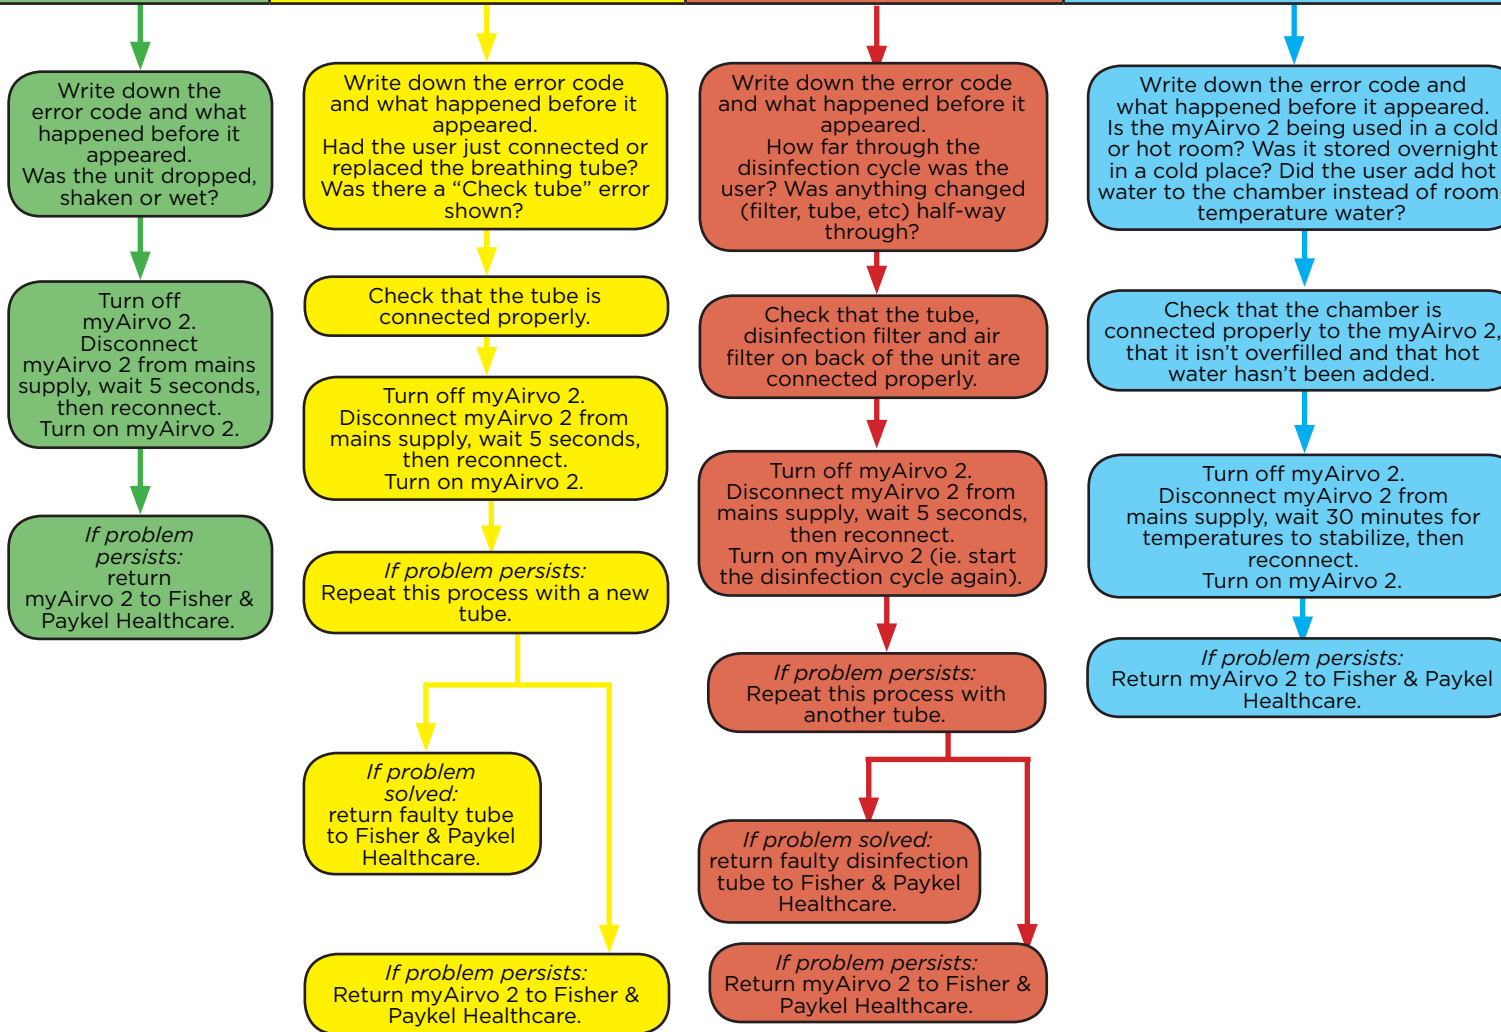 Write down the
error code and what
happened before it
appeared.
Was the unit dropped,
shaken or wet?
Turn off
myAirvo 2.
Disconnect
myAirvo 2 from mains
supply, wait 5 seconds,
then reconnect.
Turn on myAirvo 2.
If problem
persists:
return
myAirvo 2 to Fisher &
Paykel Healthcare.
Write down the error code
and what happened before it
appeared.
Had the user just connected or
replaced the breathing tube?
Was there a “Check tube” error
shown?
Check that the tube is
connected properly.
Turn off myAirvo 2.
Disconnect myAirvo 2 from
mains supply, wait 5 seconds,
then reconnect.
Turn on myAirvo 2.
If problem persists:
Repeat this process with a new
tube.
If problem
solved:
return faulty tube
to Fisher & Paykel
Healthcare.
If problem persists:
Return myAirvo 2 to Fisher &
Paykel Healthcare.
Write down the error code
and what happened before it
appeared.
How far through the
disinfection cycle was the
user? Was anything changed
(filter, tube, etc) half-way
through?
Check that the tube,
disinfection filter and air
filter on back of the unit are
connected properly.
Turn off myAirvo 2.
Disconnect myAirvo 2 from
mains supply, wait 5 seconds,
then reconnect.
Turn on myAirvo 2 (ie. start
the disinfection cycle again).
If problem persists:
Repeat this process with
another tube.
If problem solved:
return faulty disinfection
tube to Fisher & Paykel
Healthcare.
If problem persists:
Return myAirvo 2 to Fisher &
Paykel Healthcare.
Write down the error code and
what happened before it appeared.
Is the myAirvo 2 being used in a cold
or hot room? Was it stored overnight
in a cold place? Did the user add hot
water to the chamber instead of room-
temperature water?
Check that the chamber is
connected properly to the myAirvo 2,
that it isn’t overfilled and that hot
water hasn’t been added.
Turn off myAirvo 2.
Disconnect myAirvo 2 from
mains supply, wait 30 minutes for
temperatures to stabilize, then
reconnect.
Turn on myAirvo 2.
If problem persists:
Return myAirvo 2 to Fisher & Paykel
Healthcare.